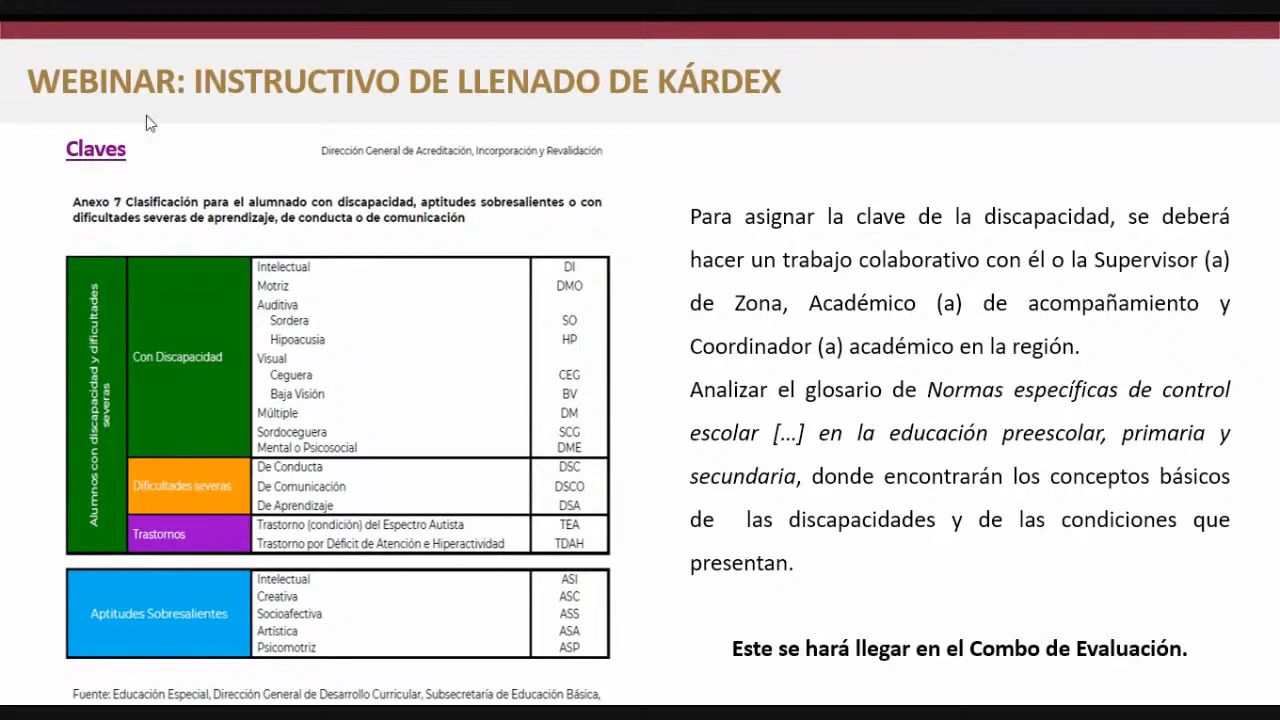 WEBINAR: INSTRUCTIVO DE LLENADO DE KÁRDEX
Claves
Dirección General de Acreditación, Incorporación y Revalidación
Anexo 7 Clasificación para el alumnado con discapacidad, aptitudes sobresalientes o con
dificultades severas de aprendizaje, de conducta o de comunicación
Alumnos con discapacidad y dificultades
severas
Con Discapacidad
Intelectual DI
Motriz DMO
Auditiva
Sordera SO
Hipoacusia HP
Visual
Ceguera CEG
Baja Visión BV
Múltiple DM
Sordoceguera SCG
Mental o Psicosocial DME
Dificultades severas
De Conducta DSC
De Comunicación DSCO
De Aprendizaje DSA
Trastornos
Trastorno (condición) del Espectro Autista TEA
Trastorno por Déficit de Atención e Hiperactividad TDAH
Aptitudes Sobresalientes
Intelectual ASI
Creativa ASC
Socioafectiva ASS
Artística ASA
Psicomotriz ASP
Fuente: Educación Especial, Dirección General de Desarrollo Curricular, Subsecretaría de Educación Básica,
Para asignar la clave de la discapacidad, se deberá
hacer un trabajo colaborativo con él o la Supervisor (a)
de Zona, Académico (a) de acompañamiento y
Coordinador (a) académico en la región.
Analizar el glosario de Normas específicas de control
escolar [...] en la educación preescolar, primaria y
secundaria, donde encontrarán los conceptos básicos
de las discapacidades y de las condiciones que
presentan.
Este se hará llegar en el Combo de Evaluación.